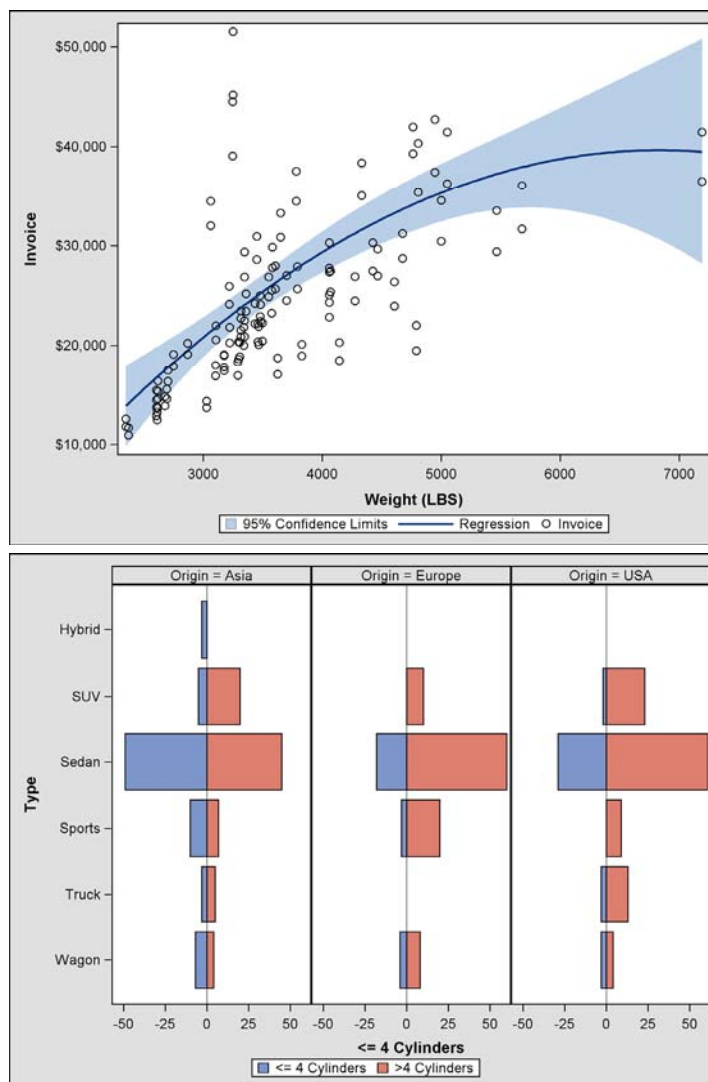 $50,000
$40,000
$30,000
$20,000
$10,000
Invoice
3000 4000 5000 6000 7000
Weight (LBS)
95% Confidence Limits Regression Invoice
Origin = Asia Origin = Europe Origin = USA
Hybrid
SUV
Sedan
Sports
Truck
Wagon
Type
-50 -25 0 25 50 -50 -25 0 25 50 -50 -25 0 25 50
<= 4 Cylinders
<= 4 Cylinders >4 Cylinders